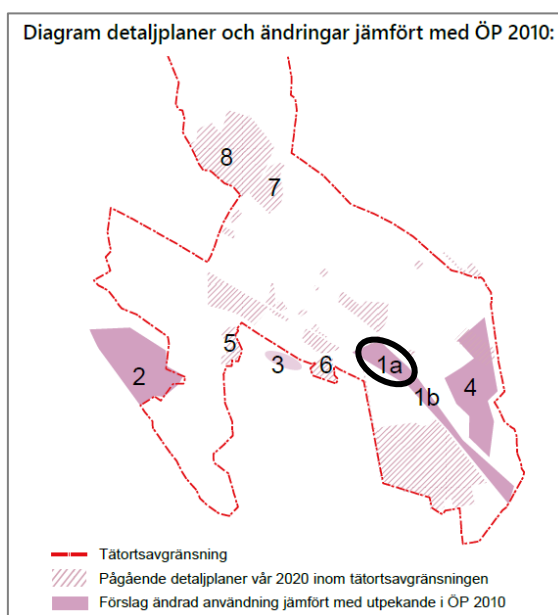 Diagram detaljplaner och ändringar jämfört med ÖP 2010:
8
7
5
3
6
1a
2
1b
4
Tätortsavgränsning
Pågående detaljplaner vår 2020 inom tätortsavgränsningen
Förslag ändrad användning jämfört med utpekande i ÖP 2010